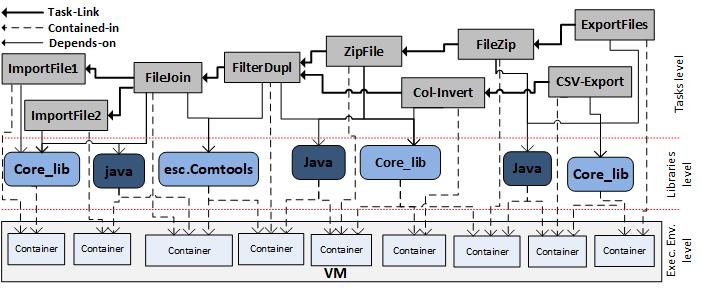 Task-Link
Contained-in
Depends-on
ExportFiles
ZipFile
FileZip
ImportFile1
FileJoin
FilterDupl
CSV-Export
Col-Invert
ImportFile2
Tasks level
Core_lib
java
esc.Comtools
Java
Core_lib
Java
Core_lib
Libraries
level
Container
Container
Container
Container
Container
Container
Container
Container
Container
VM
Exec. Env.
level